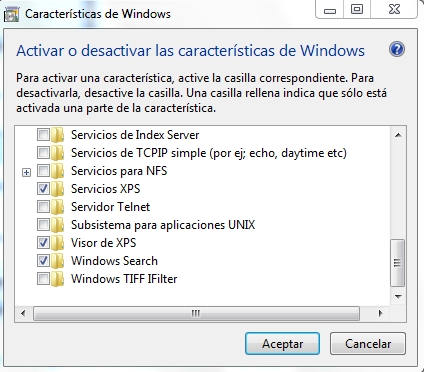 Características de Windows
Activar o desactivar las características de Windows
Para activar una característica, active la casilla correspondiente. Para
desactivarla, desactive la casilla. Una casilla rellena indica que sólo está
activada una parte de la característica.
Servicios de Index Server
Servicios de TCPIP simple (por ej; echo, daytime etc)
Servicios para NFS
Servicios XPS
Servidor Telnet
Subsistema para aplicaciones UNIX
Visor de XPS
Windows Search
Windows TIFF IFilter
Aceptar
Cancelar